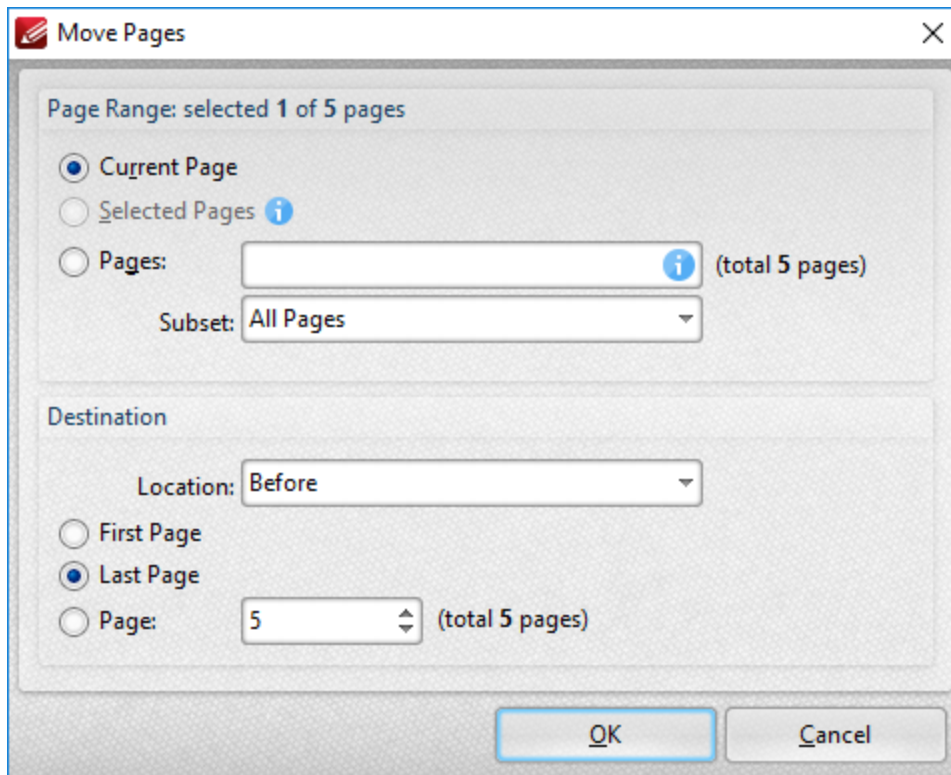 Move Pages
Page Range: selected 1 of 5 pages
Current Page
Selected Pages
Pages: (total 5 pages)
Subset: All Pages
Destination
Location: Before
First Page
Last Page
Page: 5 (total 5 pages)
OK Cancel